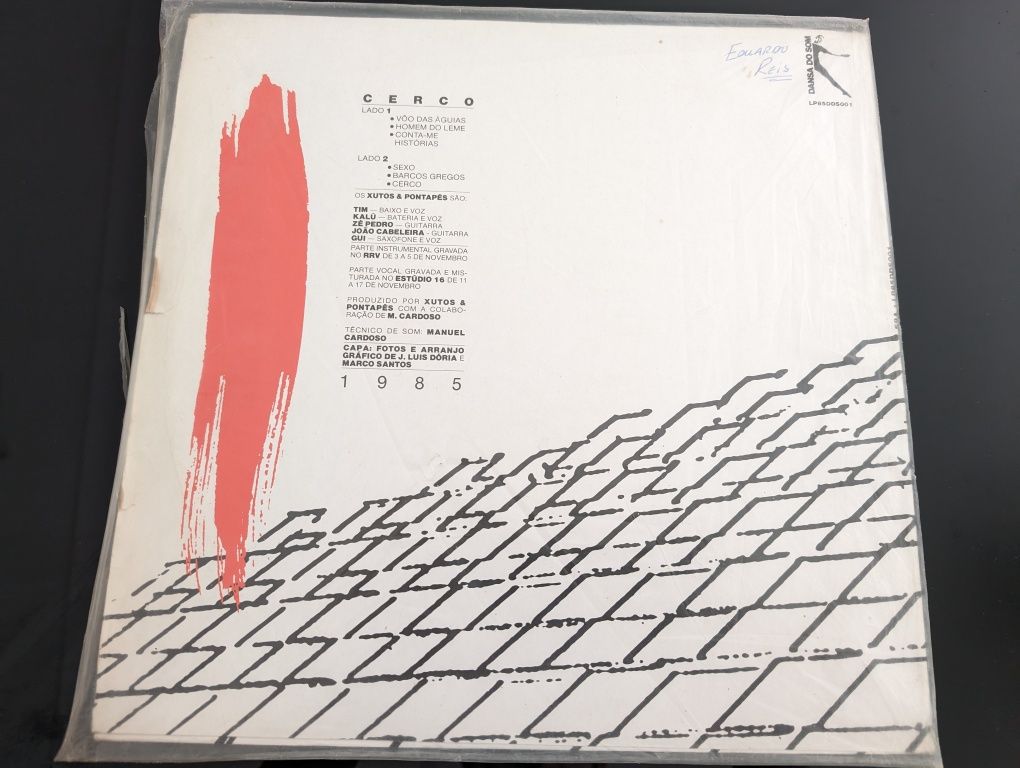 EDUARDO
REIS
DANSA DO SOM
LP85DDS001
CERCO
LADO 1
• VÔO DAS ÁGUIAS
• HOMEM DO LEME
• CONTA-ME
HISTÓRIAS
LADO 2
• SEXO
• BARCOS GREGOS
• CERCO
OS XUTOS & PONTAPÉS SÃO:
TIM — BAIXO E VOZ
KALÚ — BATERIA E VOZ
ZÉ PEDRO — GUITARRA
JOÃO CABELEIRA - GUITARRA
GUI — SAXOFONE E VOZ
PARTE INSTRUMENTAL GRAVADA
NO RRV DE 3 A 5 DE NOVEMBRO
PARTE VOCAL GRAVADA E MIS-
TURADA NO ESTÚDIO 16 DE 11
A 17 DE NOVEMBRO
PRODUZIDO POR XUTOS &
PONTAPÉS COM A COLABO-
RAÇÃO DE M. CARDOSO
TÉCNICO DE SOM: MANUEL
CARDOSO
CAPA: FOTOS E ARRANJO
GRÁFICO DE J. LUIS DÓRIA E
MARCO SANTOS
1985